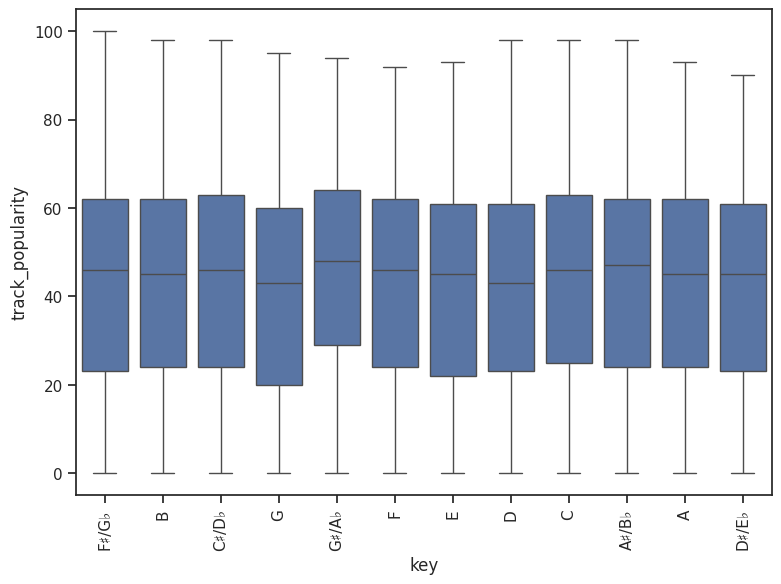 track_popularity
100
80
60
40
20
0
F♯/G♭
B
C♯/D♭
G
G♯/A♭
F
E
D
C
A♯/B♭
A
D♯/E♭
key